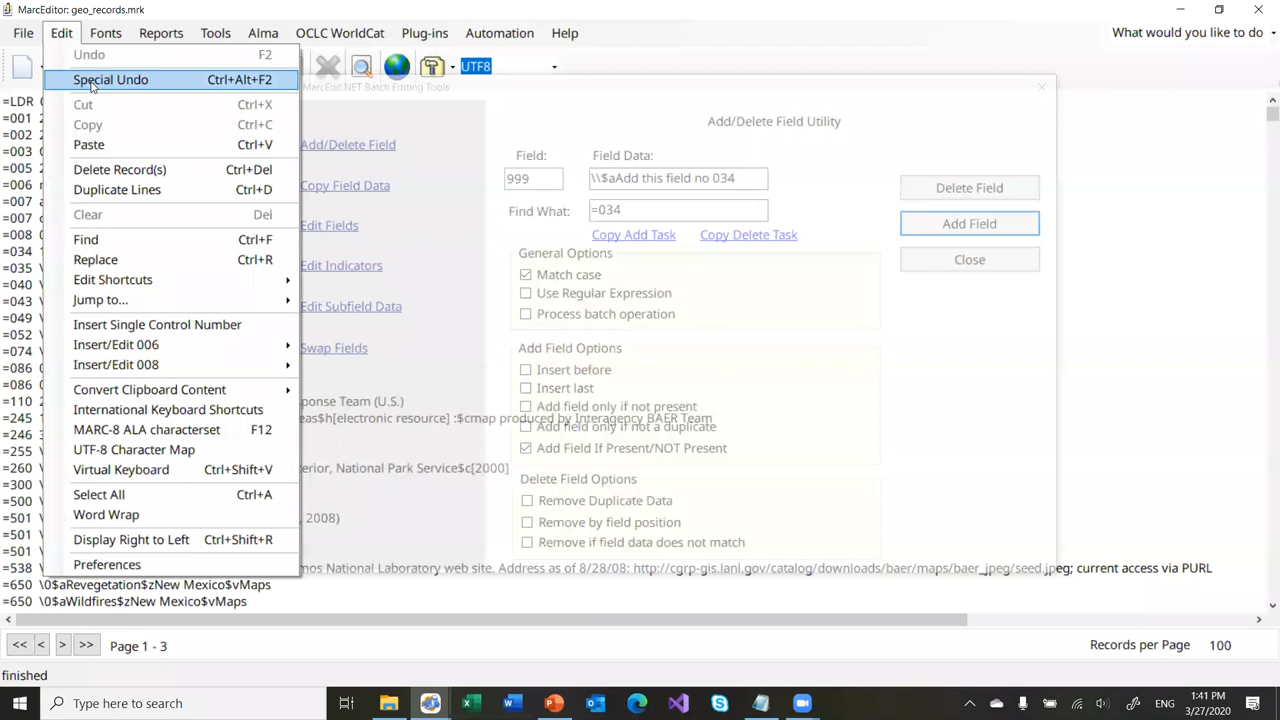 MarcEditor: geo_records.mrk
File Edit Fonts Reports Tools Alma OCLC WorldCat Plug-ins Automation Help What would you like to do
UTF8
Undo F2
Special Undo Ctrl+Alt+F2
Cut Ctrl+X
Copy Ctrl+C
Paste Ctrl+V
Delete Record(s) Ctrl+Del
Duplicate Lines Ctrl+D
Clear Del
Find Ctrl+F
Replace Ctrl+R
Edit Shortcuts
Jump to...
Insert Single Control Number
Insert/Edit 006
Insert/Edit 008
Convert Clipboard Content
International Keyboard Shortcuts
MARC-8 ALA characterset F12
UTF-8 Character Map
Virtual Keyboard Ctrl+Shift+V
Select All Ctrl+A
Word Wrap
Display Right to Left Ctrl+Shift+R
Preferences
=LDR
=001
=002
=003
=005
=006
=007
=007
=008
=034
=035
=040
=043
=049
=052
=074
=086
=086
=110
=245
=246
=255
=260
=300
=500
=501
=501
=501
=538
=650 \0$aRevegetation$zNew Mexico$vMaps
=650 \0$aWildfires$zNew Mexico$vMaps
MarcEdit.NET Batch Editing Tools
Add/Delete Field
Copy Field Data
Edit Fields
Edit Indicators
Edit Subfield Data
Swap Fields
Add/Delete Field Utility
Field: Field Data:
999 \\$aAdd this field no 034
Find What: =034
Copy Add Task Copy Delete Task
Delete Field
Add Field
Close
General Options
Match case
Use Regular Expression
Process batch operation
Add Field Options
Insert before
Insert last
Add field only if not present
Add field only if not a duplicate
Add Field If Present/NOT Present
Delete Field Options
Remove Duplicate Data
Remove by field position
Remove if field data does not match
ponse Team (U.S.)
eas$h[electronic resource] :$cmap produced by Interagency BAER Team
terior, National Park Service$c[2000]
, 2008)
mos National Laboratory web site. Address as of 8/28/08: http://cgrp-gis.lanl.gov/catalog/downloads/baer/maps/baer_jpeg/seed.jpeg; current access via PURL
<< < > >> Page 1 - 3 Records per Page 100
finished
Type here to search
ENG
1:41 PM
3/27/2020